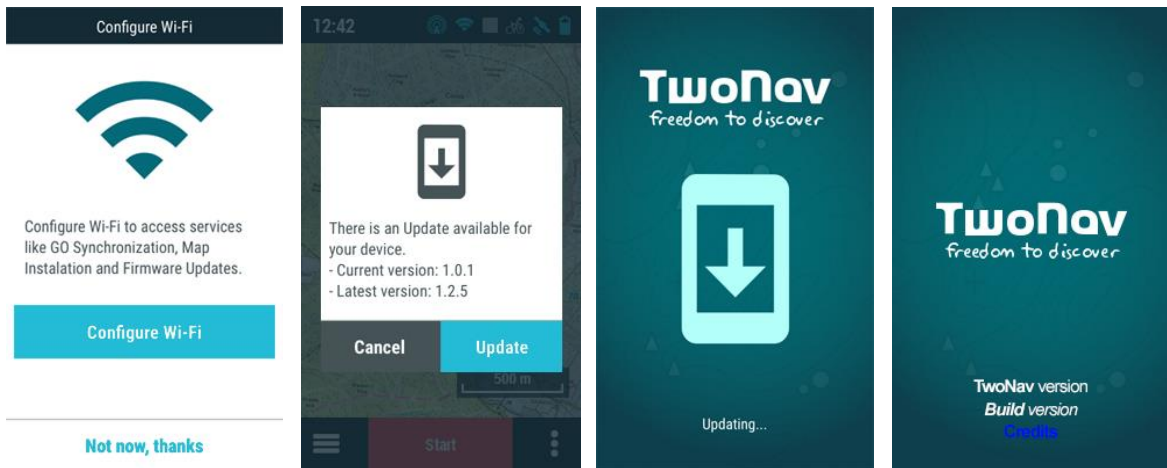 Configure Wi-Fi
Configure Wi-Fi to access services
like GO Synchronization, Map
Instalation and Firmware Updates.
Configure Wi-Fi
Not now, thanks
12:42
There is an Update available for
your device.
- Current version: 1.0.1
- Latest version: 1.2.5
Cancel
Update
500 m
Start
TwoNav
freedom to discover
Updating...
TwoNav
freedom to discover
TwoNav version
Build version
Credits